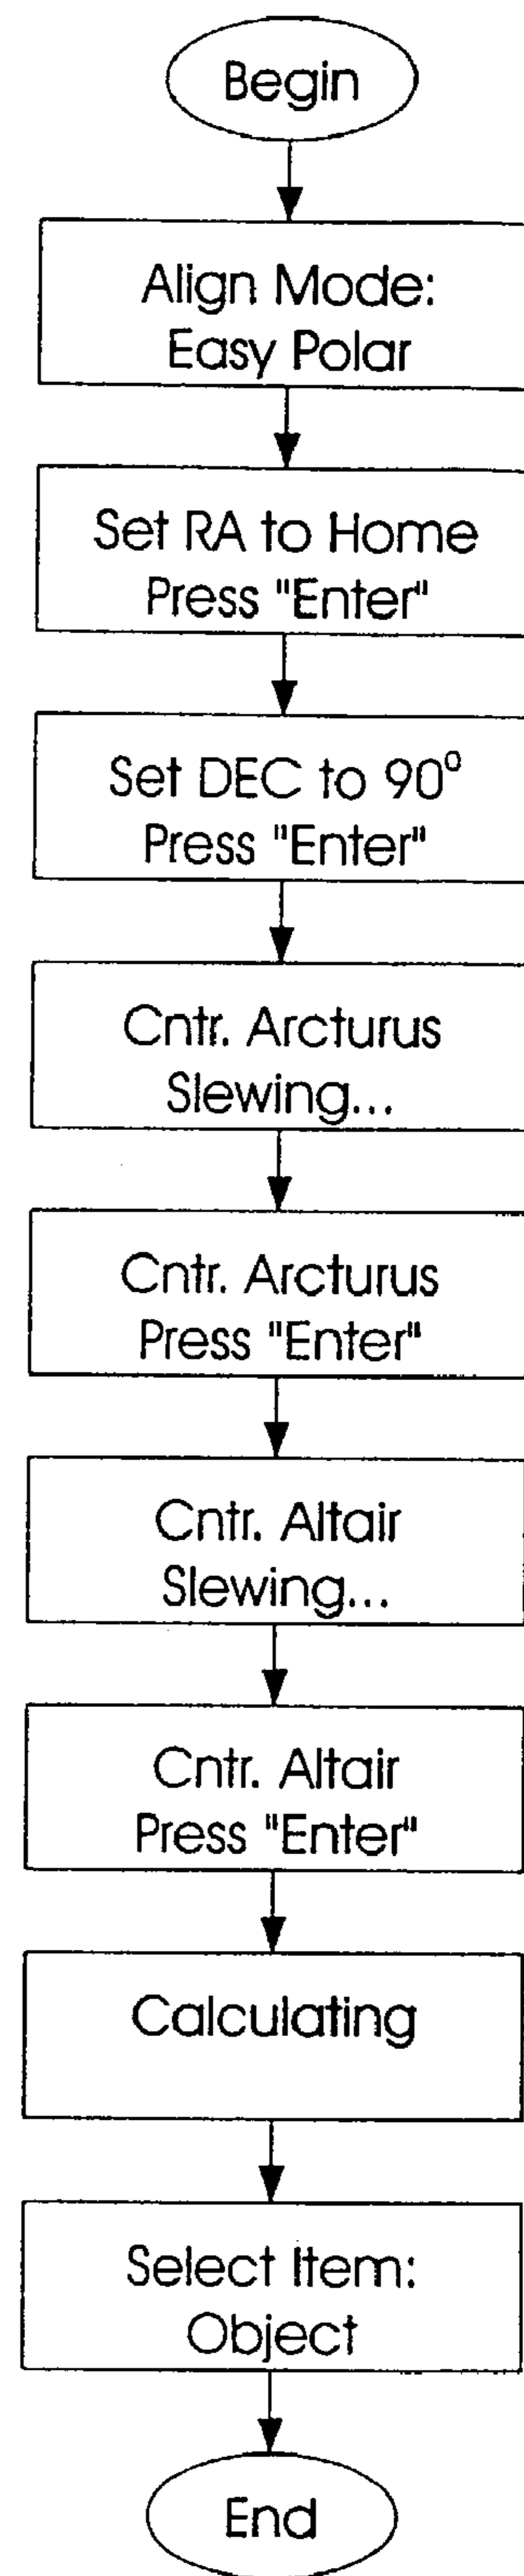 Begin
Align Mode:
Easy Polar
Set RA to Home
Press "Enter"
Set DEC to 90°
Press "Enter"
Cntr. Arcturus
Slewing...
Cntr. Arcturus
Press "Enter"
Cntr. Altair
Slewing...
Cntr. Altair
Press "Enter"
Calculating
Select Item:
Object
End